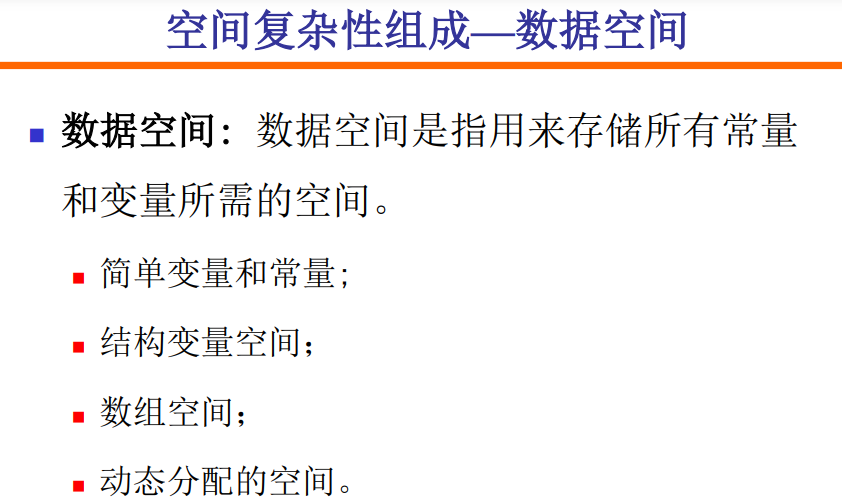 空间复杂性组成—数据空间
数据空间：数据空间是指用来存储所有常量
和变量所需的空间。
简单变量和常量;
结构变量空间；
数组空间；
动态分配的空间。